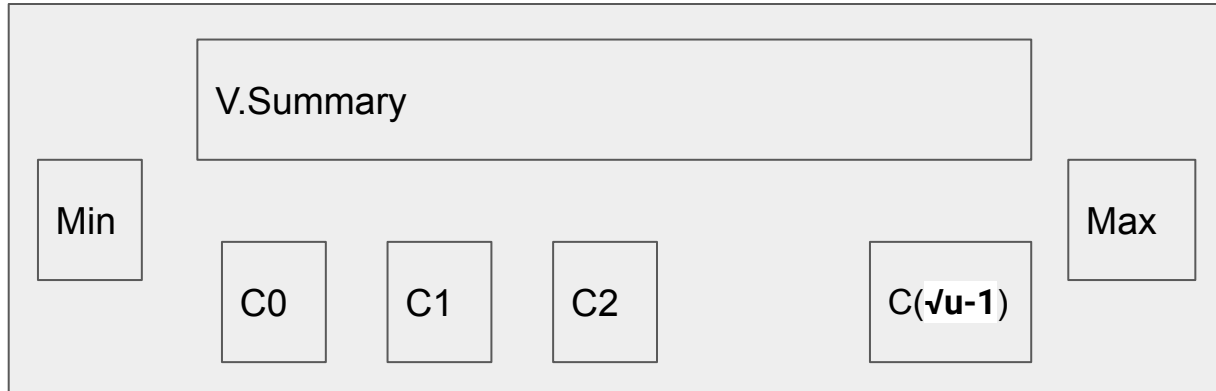 V.Summary
Min
Max
C0
C1
C2
C(√u-1)